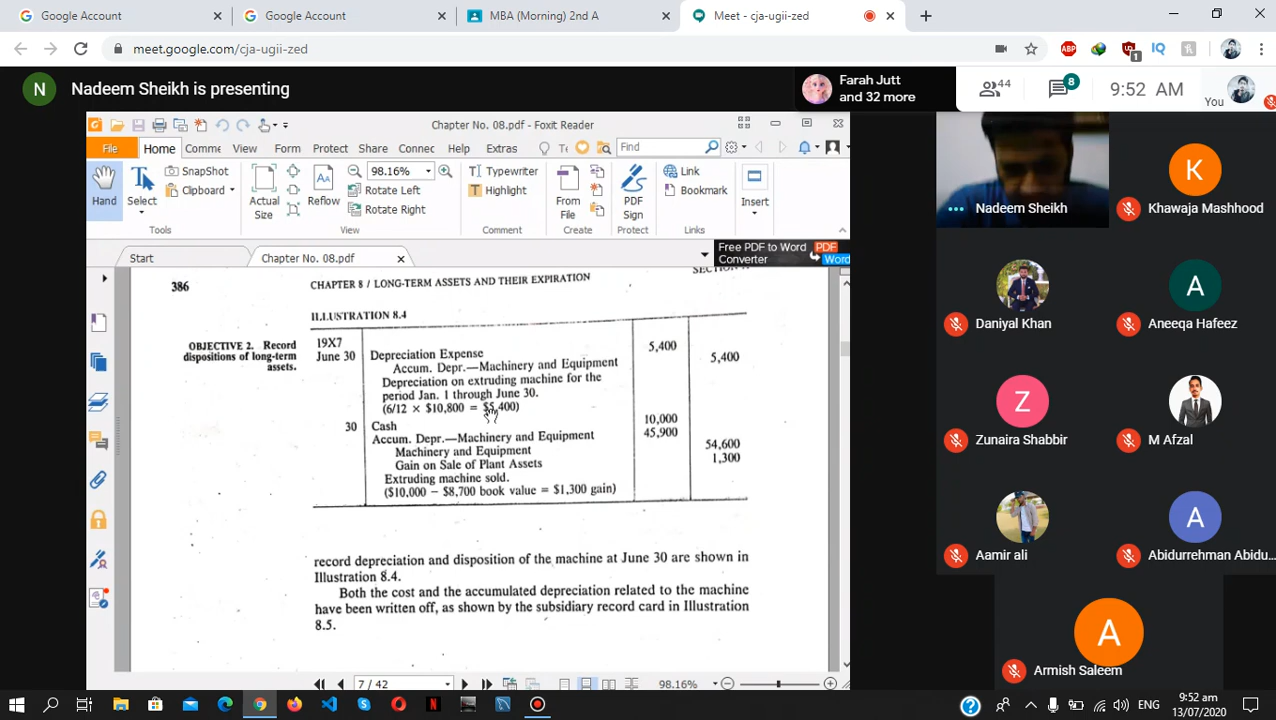 Google Account
Google Account
MBA (Morning) 2nd A
Meet - cja-ugii-zed
meet.google.com/cja-ugii-zed
ABP
1
IQ
N
Nadeem Sheikh is presenting
Farah Jutt
and 32 more
44
8
9:52 AM
You
Chapter No. 08.pdf - Foxit Reader
File
Home
Comme
View
Form
Protect
Share
Connec
Help
Extras
Te
Find
Hand
Select
SnapShot
Clipboard
Tools
Actual
Size
Reflow
98.16%
Rotate Left
Rotate Right
View
Typewriter
Highlight
Comment
From
File
Create
PDF
Sign
Protect
Link
Bookmark
Links
Insert
Start
Chapter No. 08.pdf
Free PDF to Word
Converter
PDF
Word
386
CHAPTER 8 / LONG-TERM ASSETS AND THEIR EXPIRATION
ILLUSTRATION 8.4
OBJECTIVE 2. Record
dispositions of long-term
assets.
19X7
June 30
Depreciation Expense
5,400
Accum. Depr.—Machinery and Equipment
5,400
Depreciation on extruding machine for the
period Jan. 1 through June 30.
(6/12 × $10,800 = $5,400)
30
Cash
10,000
Accum. Depr.—Machinery and Equipment
45,900
Machinery and Equipment
54,600
Gain on Sale of Plant Assets
1,300
Extruding machine sold.
($10,000 − $8,700 book value = $1,300 gain)
record depreciation and disposition of the machine at June 30 are shown in
Illustration 8.4.
Both the cost and the accumulated depreciation related to the machine
have been written off, as shown by the subsidiary record card in Illustration
8.5.
7 / 42
98.16%
Nadeem Sheikh
K
Khawaja Mashhood
Daniyal Khan
A
Aneeqa Hafeez
Z
Zunaira Shabbir
M Afzal
Aamir ali
A
Abidurrehman Abidu...
A
Armish Saleem
9:52 am
13/07/2020